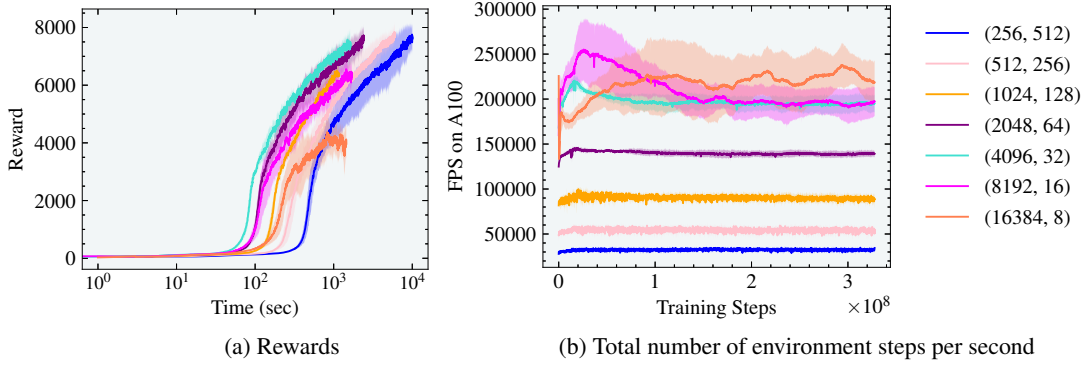 8000
6000
4000
2000
0
Reward
10^0 10^1 10^2 10^3 10^4
Time (sec)
(a) Rewards
300000
250000
200000
150000
100000
50000
FPS on A100
0 1 2 3
×10^8
Training Steps
(b) Total number of environment steps per second
(256, 512)
(512, 256)
(1024, 128)
(2048, 64)
(4096, 32)
(8192, 16)
(16384, 8)